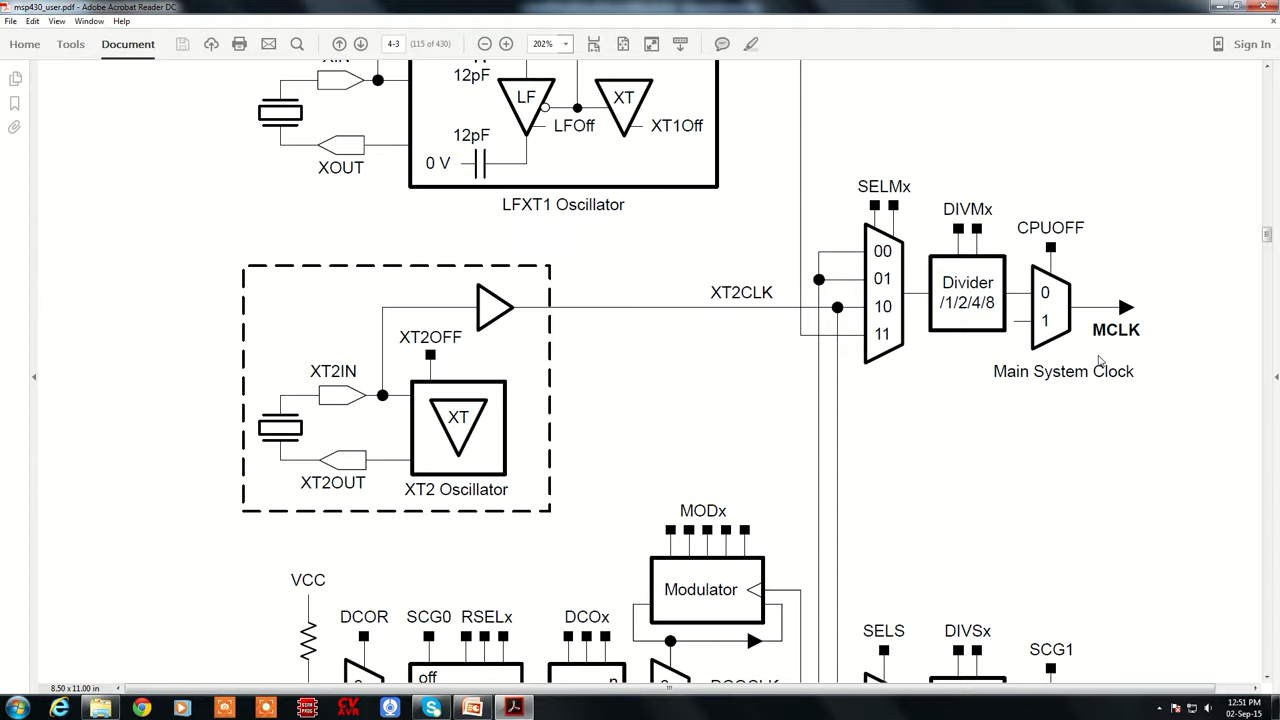 msp430_user.pdf - Adobe Acrobat Reader DC
File Edit View Window Help
Home Tools Document 4-3 (115 of 430) 202% Sign In
XIN
12pF
LF
XT
LFOff
XT1Off
12pF
0 V
XOUT
LFXT1 Oscillator
SELMx
DIVMx
CPUOFF
00
01
10
11
Divider
/1/2/4/8
0
1
MCLK
Main System Clock
XT2CLK
XT2OFF
XT2IN
XT
XT2OUT
XT2 Oscillator
MODx
Modulator
VCC
DCOR
SCG0
RSELx
DCOx
SELS
DIVSx
SCG1
off
n
8.50 x 11.00 in
12:51 PM
02-Sep-15